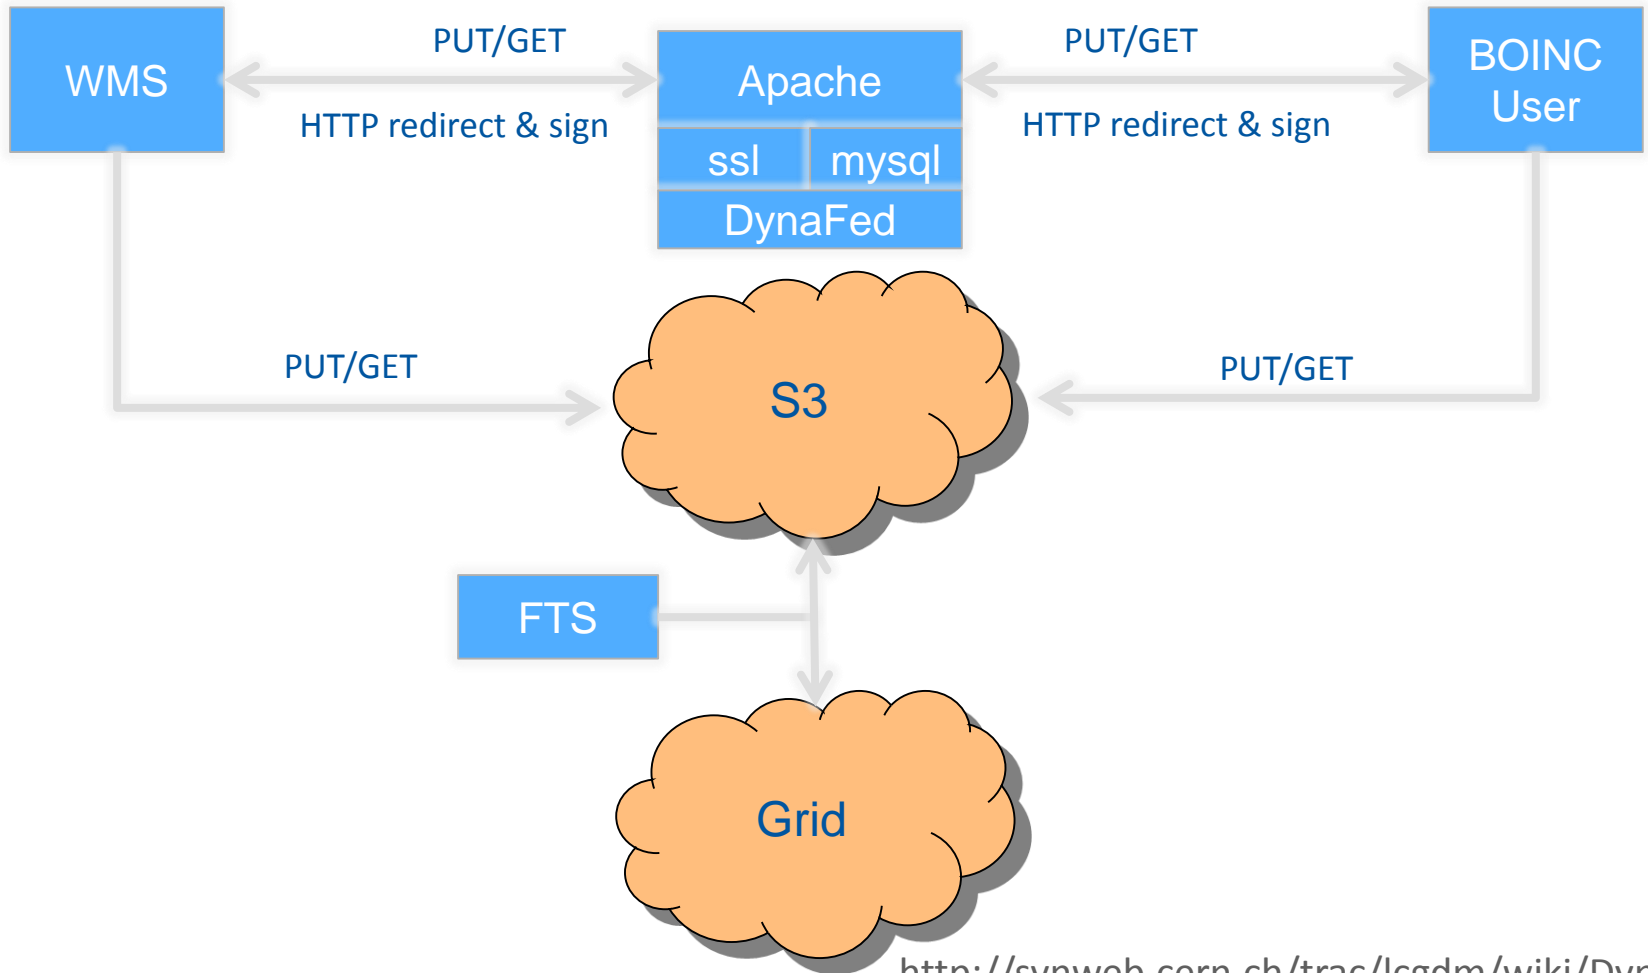 WMS
PUT/GET
HTTP redirect & sign
Apache
ssl
mysql
DynaFed
PUT/GET
HTTP redirect & sign
BOINC
User
PUT/GET
S3
PUT/GET
FTS
Grid